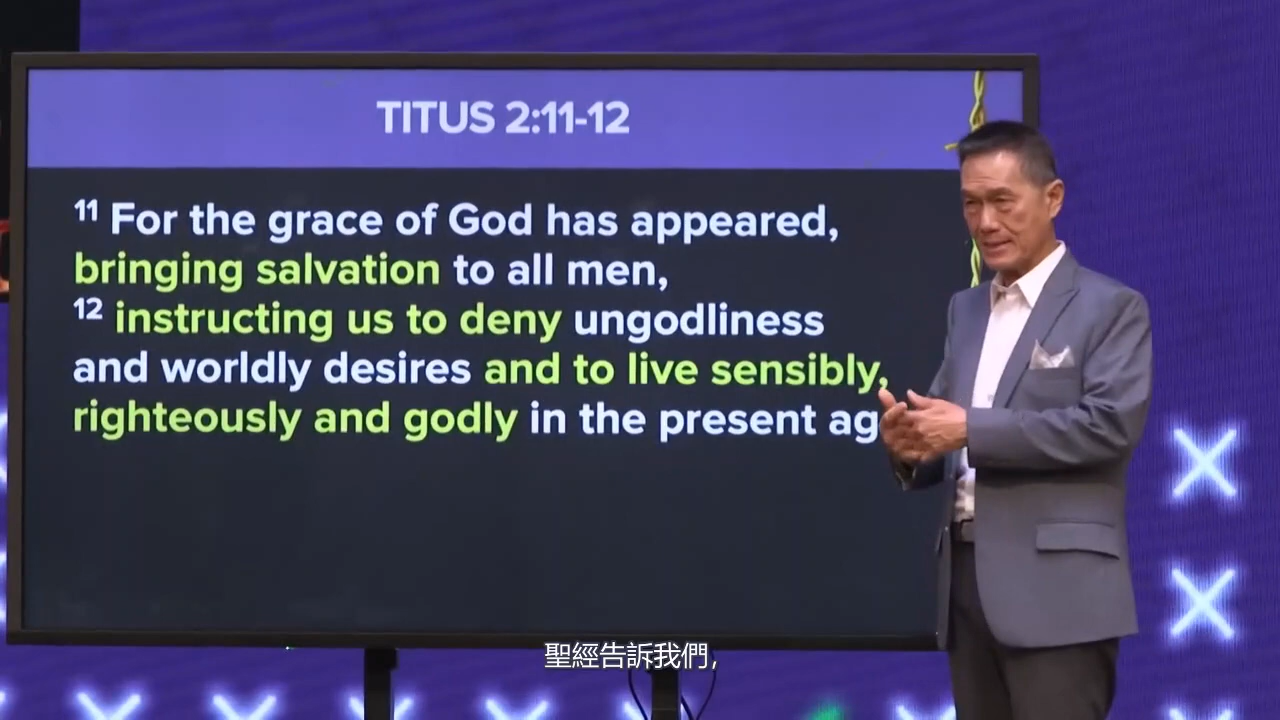 TITUS 2:11-12
11 For the grace of God has appeared,
bringing salvation to all men,
12 instructing us to deny ungodliness
and worldly desires and to live sensibly,
righteously and godly in the present ag
聖經告訴我們，